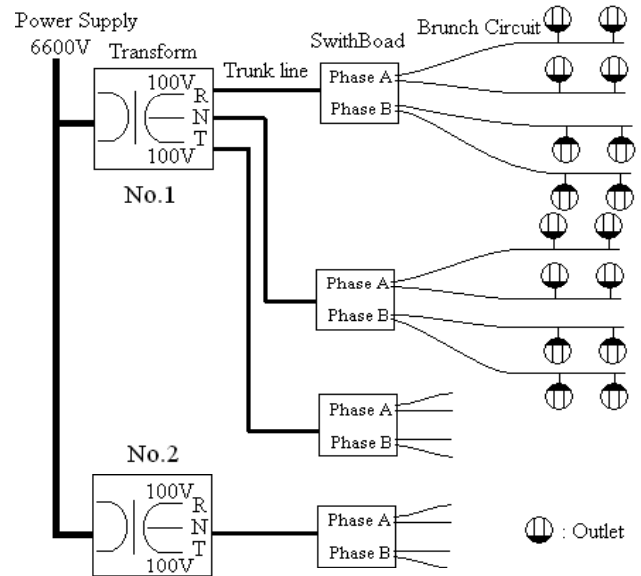 Power Supply
6600V
Transform
Trunk line
SwithBoad
Brunch Circuit
100V
R
N
T
100V
No.1
Phase A
Phase B
Phase A
Phase B
Phase A
Phase B
No.2
100V
R
N
T
100V
Phase A
Phase B
: Outlet